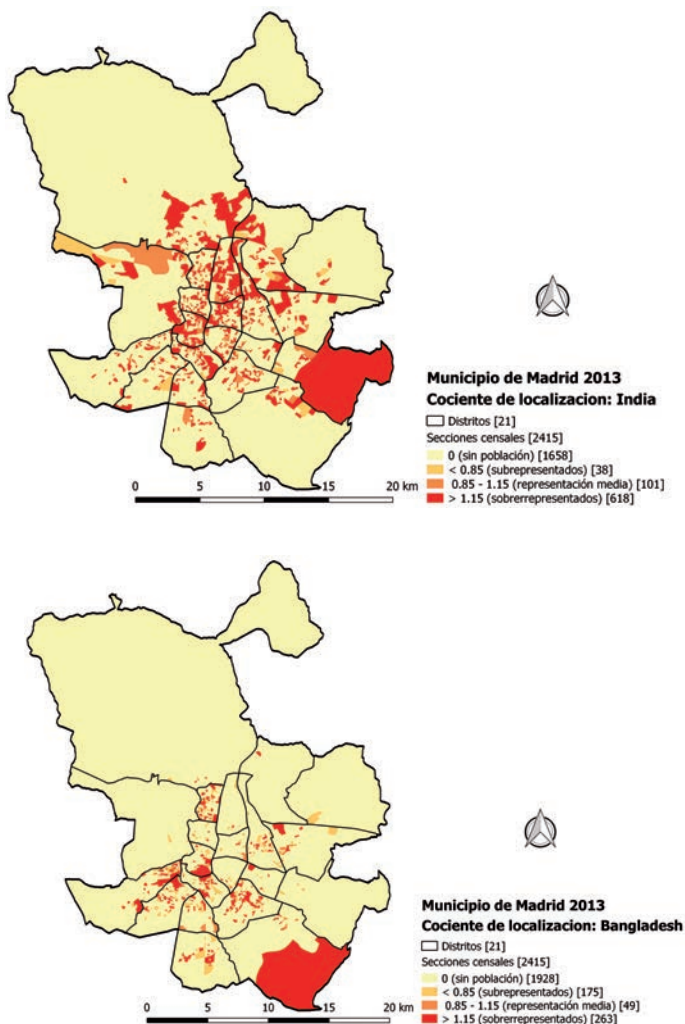 Municipio de Madrid 2013
Cociente de localizacion: India
Distritos [21]
Secciones censales [2415]
0 (sin población) [1658]
< 0.85 (subrepresentados) [38]
0.85 - 1.15 (representación media) [101]
> 1.15 (sobrerrepresentados) [618]
0 5 10 15 20 km
Municipio de Madrid 2013
Cociente de localizacion: Bangladesh
Distritos [21]
Secciones censales [2415]
0 (sin población) [1928]
< 0.85 (subrepresentados) [175]
0.85 - 1.15 (representación media) [49]
> 1.15 (sobrerrepresentados) [263]
0 5 10 15 20 km